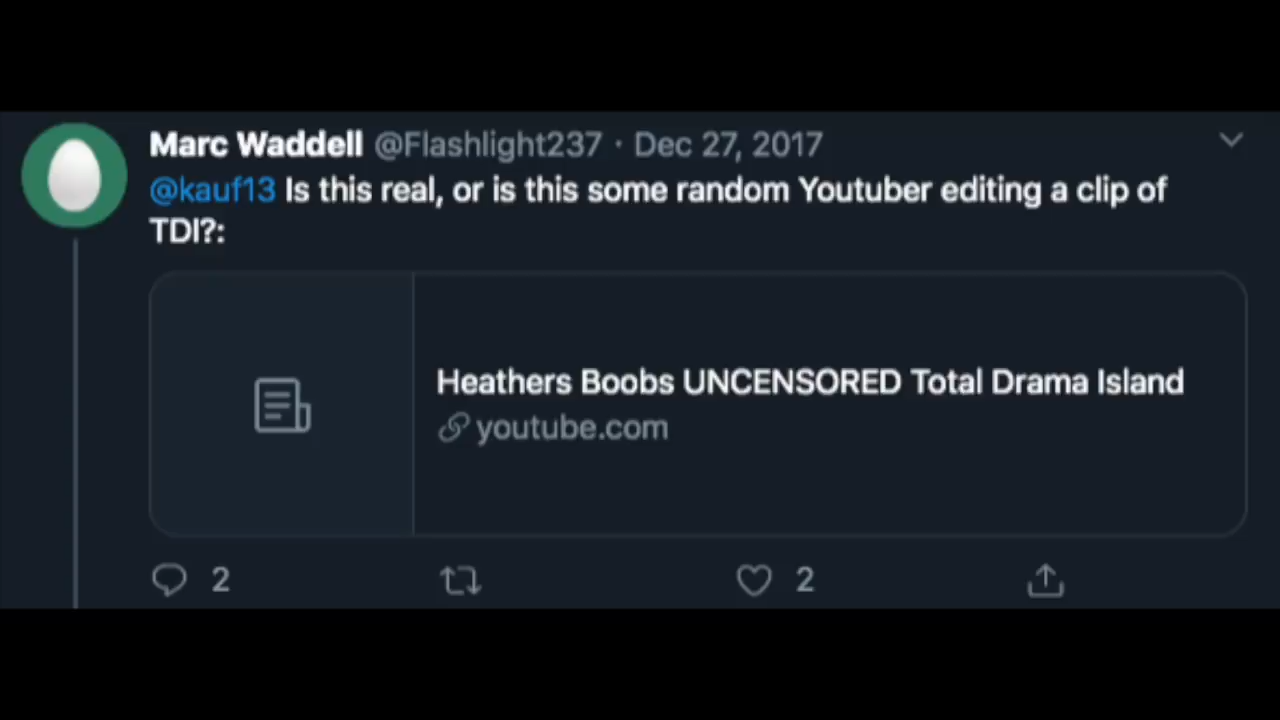 Marc Waddell @Flashlight237 · Dec 27, 2017
@kauf13 Is this real, or is this some random Youtuber editing a clip of
TDI?:
Heathers Boobs UNCENSORED Total Drama Island
youtube.com
2 2